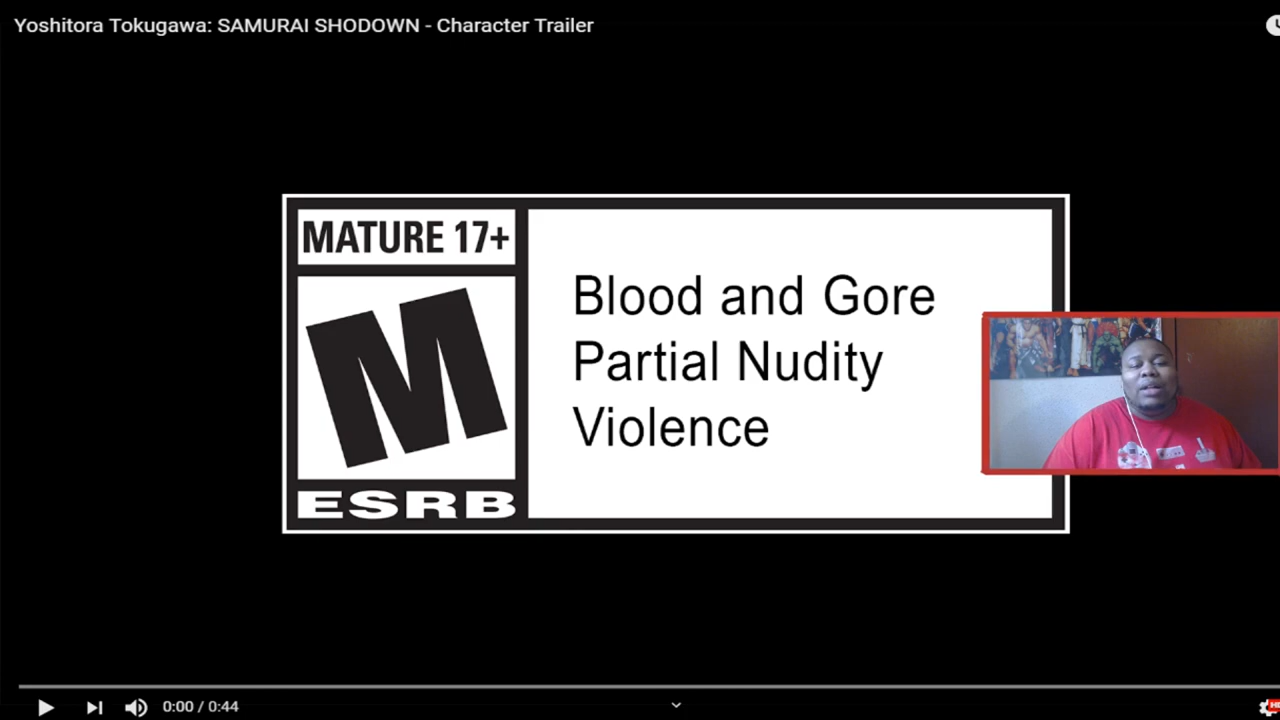 Yoshitora Tokugawa: SAMURAI SHODOWN - Character Trailer
MATURE 17+
M
ESRB
Blood and Gore
Partial Nudity
Violence
0:00 / 0:44